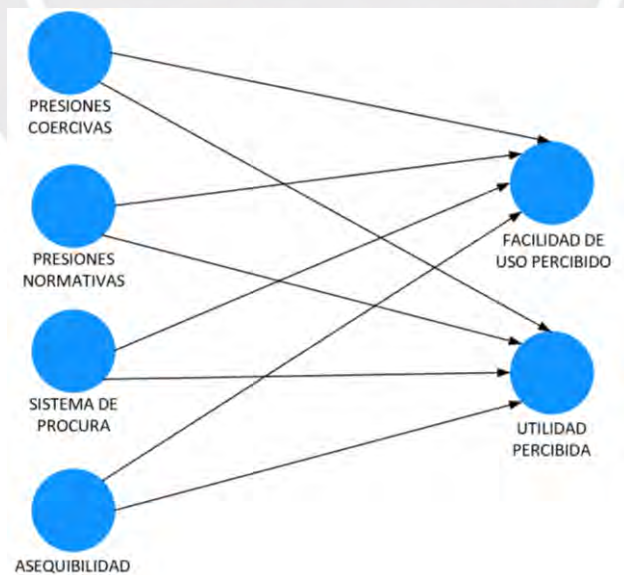 PRESIONES
COERCIVAS
PRESIONES
NORMATIVAS
SISTEMA DE
PROCURA
ASEQUIBILIDAD
FACILIDAD DE
USO PERCIBIDO
UTILIDAD
PERCIBIDA